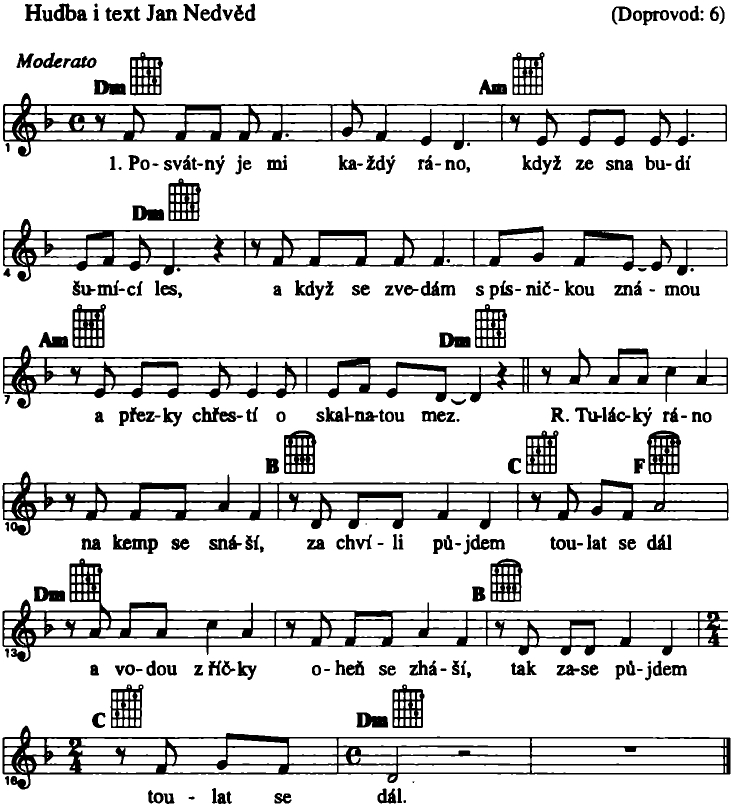 Hudba i text Jan Nedvěd (Doprovod: 6)
Moderato
Dm Am
1
1. Po- svát-ný je mi ka-ždý rá-no, když ze sna bu-dí
Dm
4
šu-mí-cí les, a když se zve-dám s pís-nič-kou zná-mou
Am Dm
7
a přez-ky chřes-tí o skal-na-tou mez. R. Tu-lác-ký rá-no
B C F
10
na kemp se sná-ší, za chví-li pů-jdem tou-lat se dál
Dm B
13
a vo-dou z říč-ky o-heň se zhá-ší, tak za-se pů-jdem
2
4
C Dm
16
2
4
tou - lat se dál.